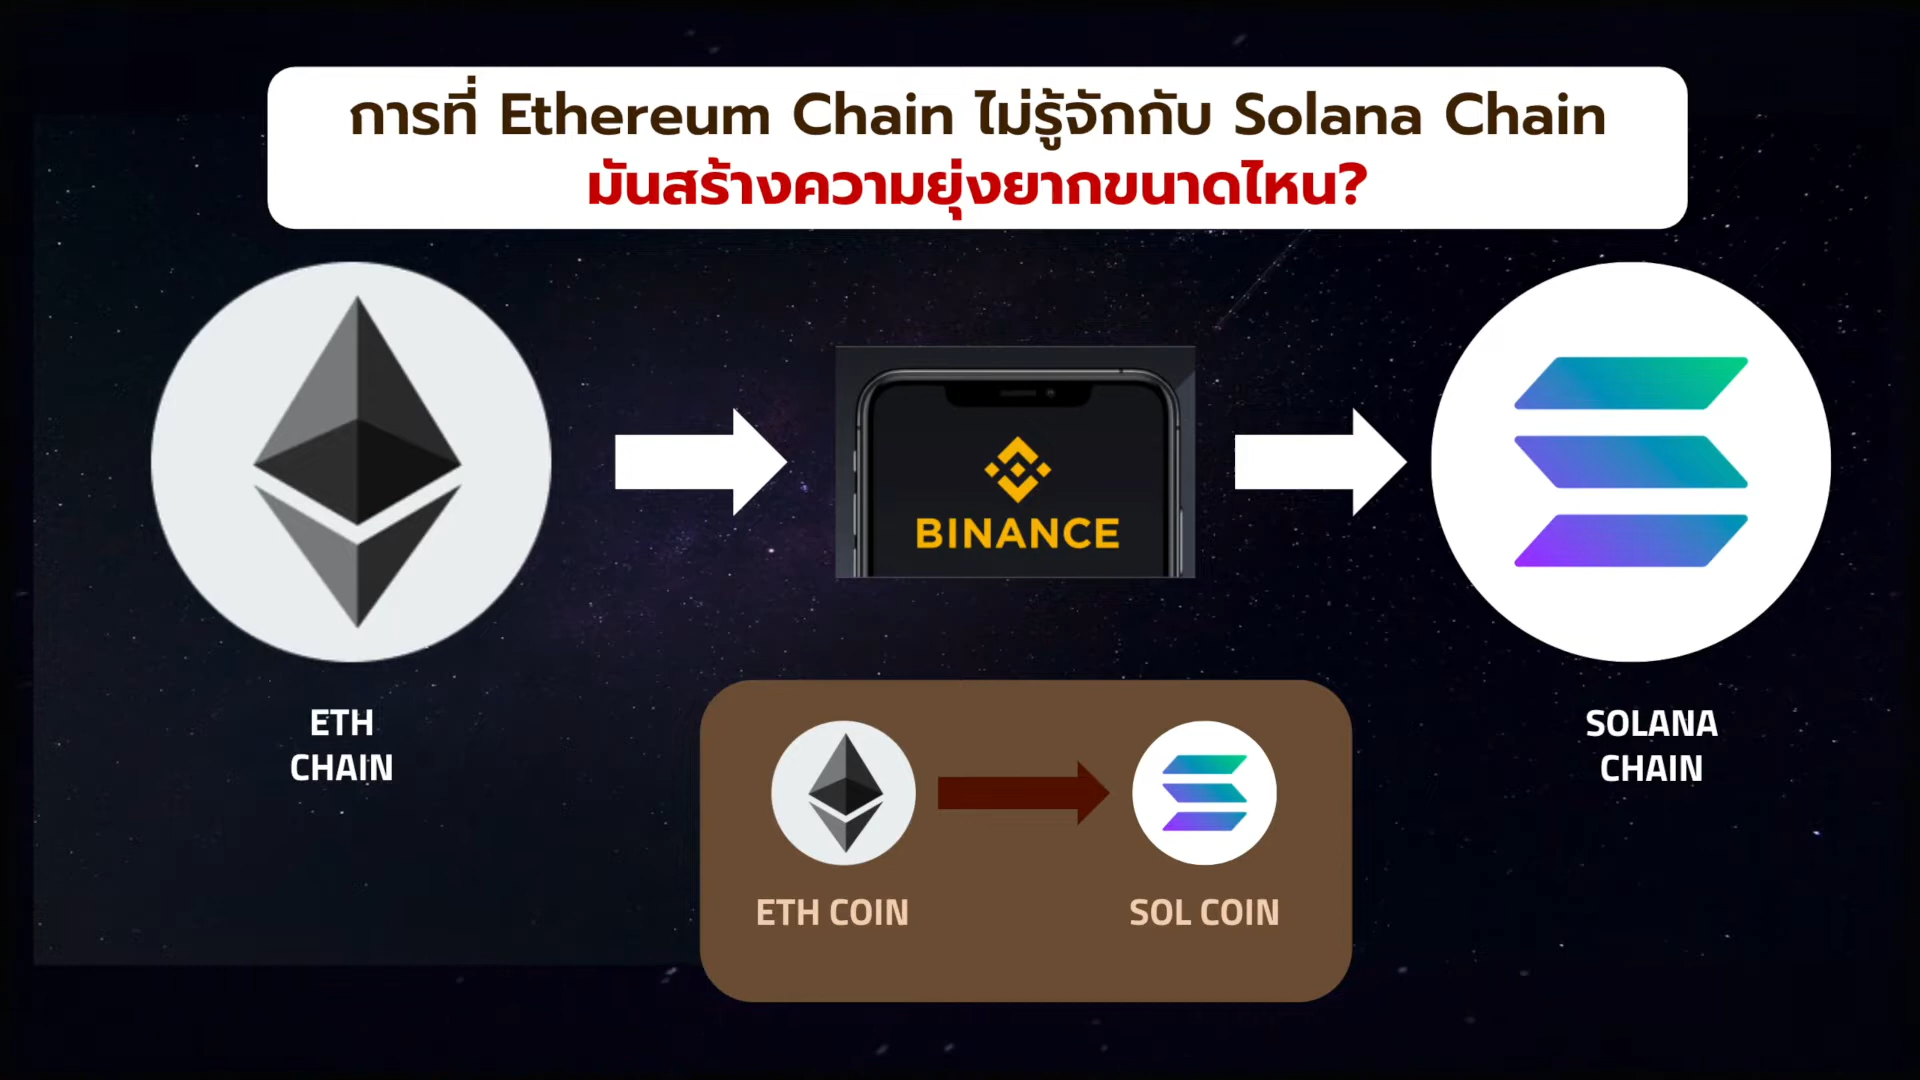 การที่ Ethereum Chain ไม่รู้จักกับ Solana Chain
มันสร้างความยุ่งยากขนาดไหน?
BINANCE
ETH
CHAIN
SOLANA
CHAIN
ETH COIN
SOL COIN